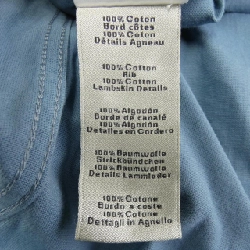 100% Coton
Bord côtes
100% Coton
Détails Agneau
100% Cotton
Rib
100% Cotton
Lambskin Details
100% Algodón
Borde de canalé
100% Algodón
Detalles en Cordero
100% Baumwolle
Strickbündchen
100% Baumwolle
Details Lammleder
100% Cotone
Bordo a coste
100% Cotone
Dettagli in Agnello